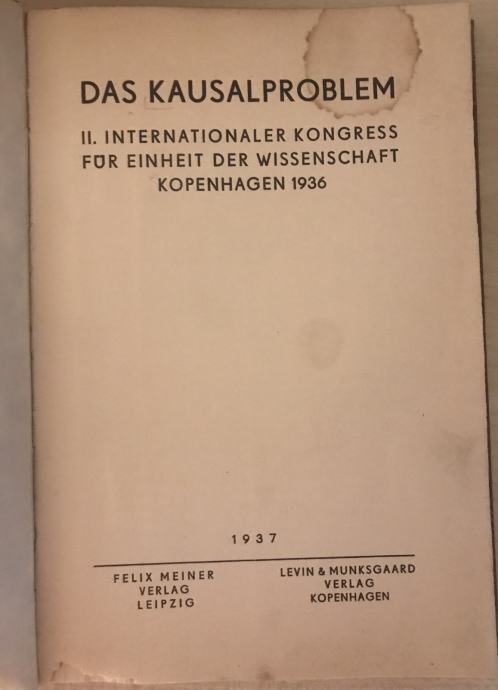 DAS KAUSALPROBLEM
II. INTERNATIONALER KONGRESS
FÜR EINHEIT DER WISSENSCHAFT
KOPENHAGEN 1936
1937
FELIX MEINER
VERLAG
LEIPZIG
LEVIN & MUNKSGAARD
VERLAG
KOPENHAGEN